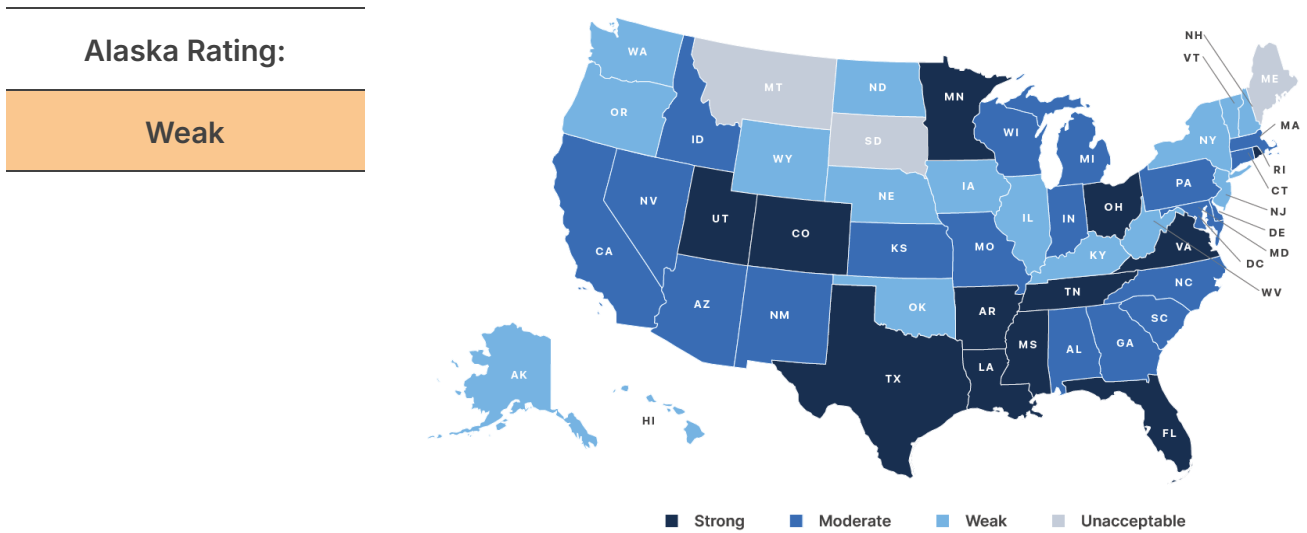 Alaska Rating:
Weak
NH
VT
WA
MT
ND
MN
ME
OR
ID
SD
WI
MI
NY
MA
WY
RI
IA
PA
CT
NE
NV
UT
CO
IL
IN
OH
NJ
DE
CA
KS
MO
KY
VA
MD
DC
WV
AZ
NM
OK
AR
TN
NC
SC
MS
AL
GA
LA
AK
TX
HI
FL
Strong
Moderate
Weak
Unacceptable